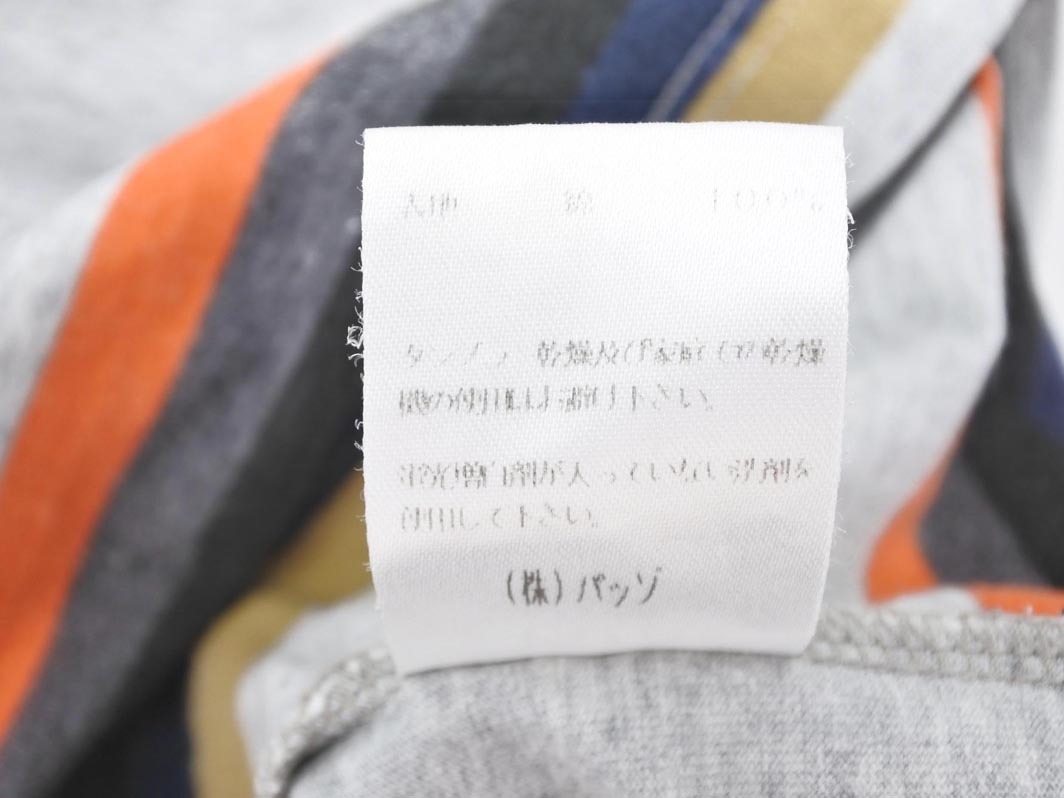 本体 綿 100%
タンブラー乾燥及び家庭での乾燥
機の使用はお避け下さい。
蛍光増白剤が入っていない洗剤を
使用して下さい。
(株)パッゾ